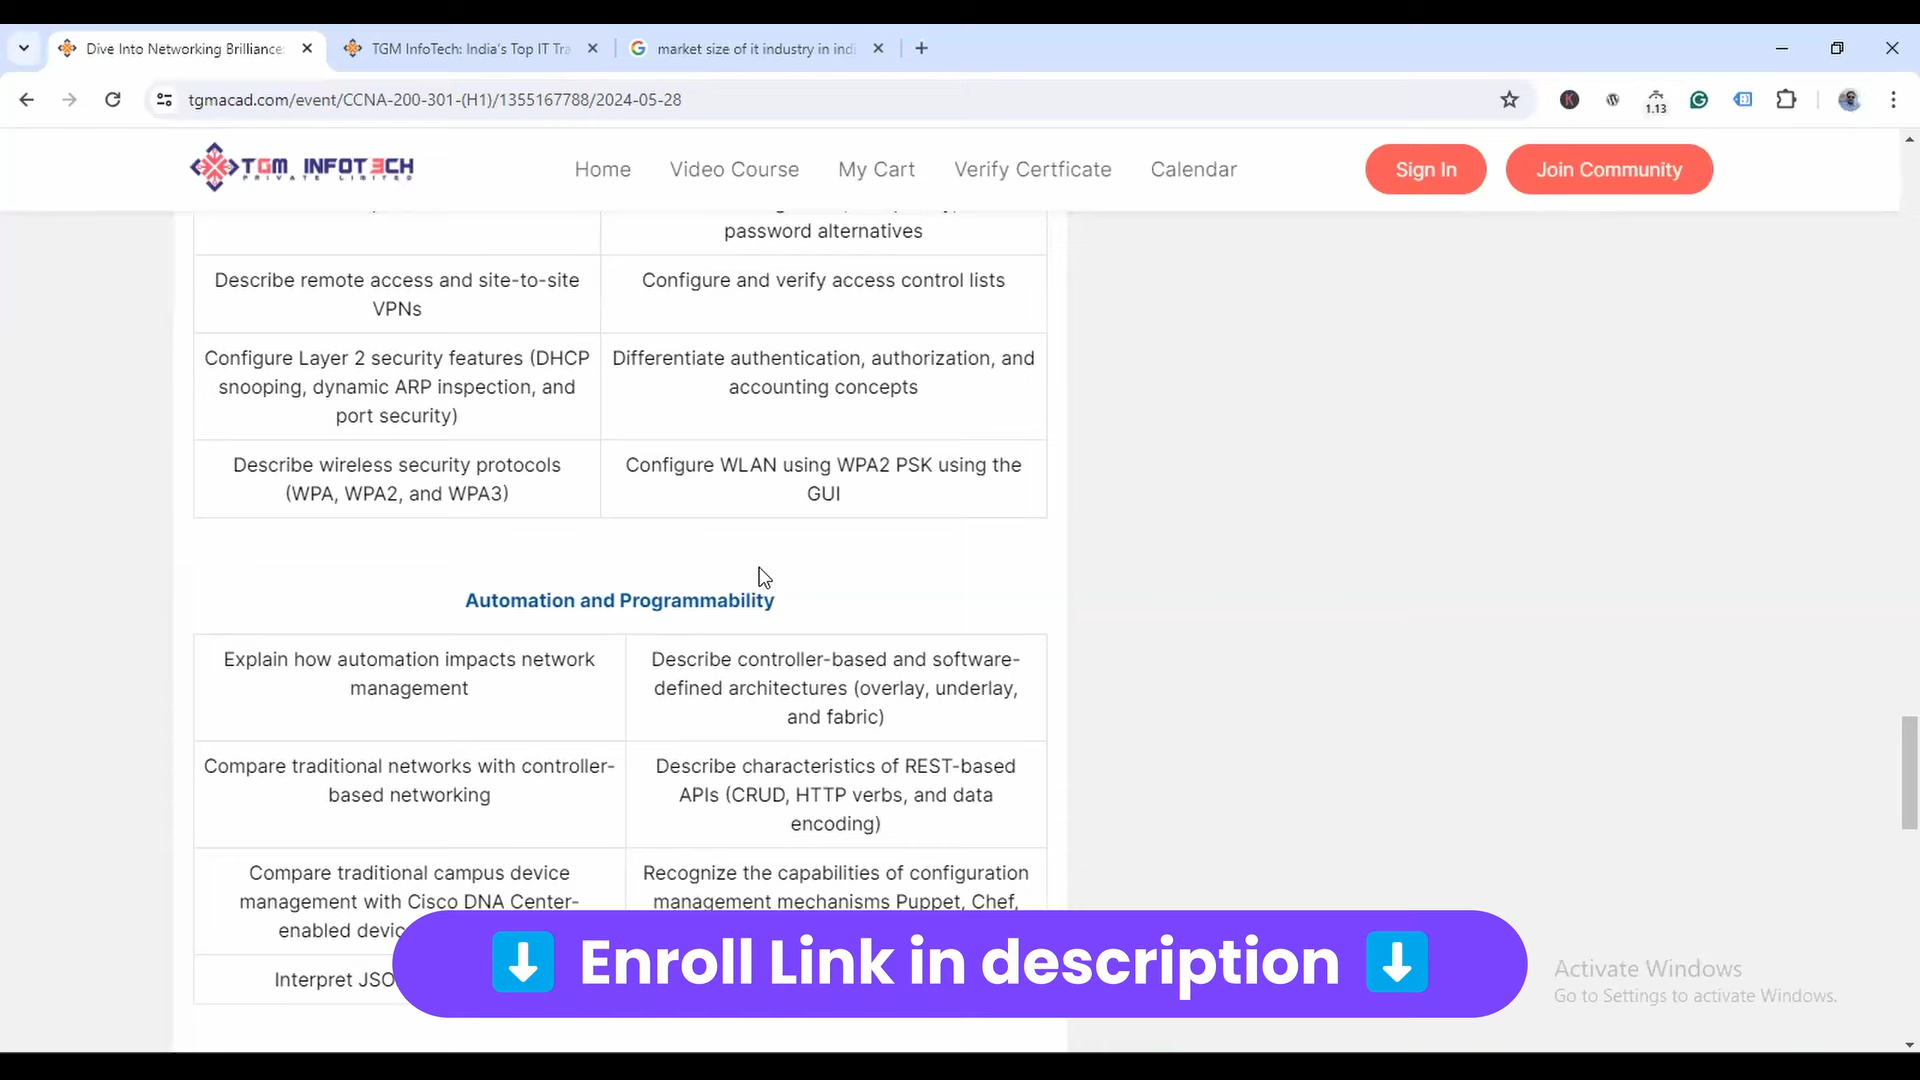 Dive Into Networking Brilliance:
TGM InfoTech: India's Top IT Tra
market size of it industry in indi
tgmacad.com/event/CCNA-200-301-(H1)/1355167788/2024-05-28
K
1.13
TGM INFOT3CH
PRIVATE LIMITED
Home
Video Course
My Cart
Verify Certficate
Calendar
Sign In
Join Community
password alternatives
Describe remote access and site-to-site
VPNs
Configure and verify access control lists
Configure Layer 2 security features (DHCP
snooping, dynamic ARP inspection, and
port security)
Differentiate authentication, authorization, and
accounting concepts
Describe wireless security protocols
(WPA, WPA2, and WPA3)
Configure WLAN using WPA2 PSK using the
GUI
Automation and Programmability
Explain how automation impacts network
management
Describe controller-based and software-
defined architectures (overlay, underlay,
and fabric)
Compare traditional networks with controller-
based networking
Describe characteristics of REST-based
APIs (CRUD, HTTP verbs, and data
encoding)
Compare traditional campus device
management with Cisco DNA Center-
enabled devic
Recognize the capabilities of configuration
management mechanisms Puppet, Chef,
Interpret JSO
Enroll Link in description
Activate Windows
Go to Settings to activate Windows.